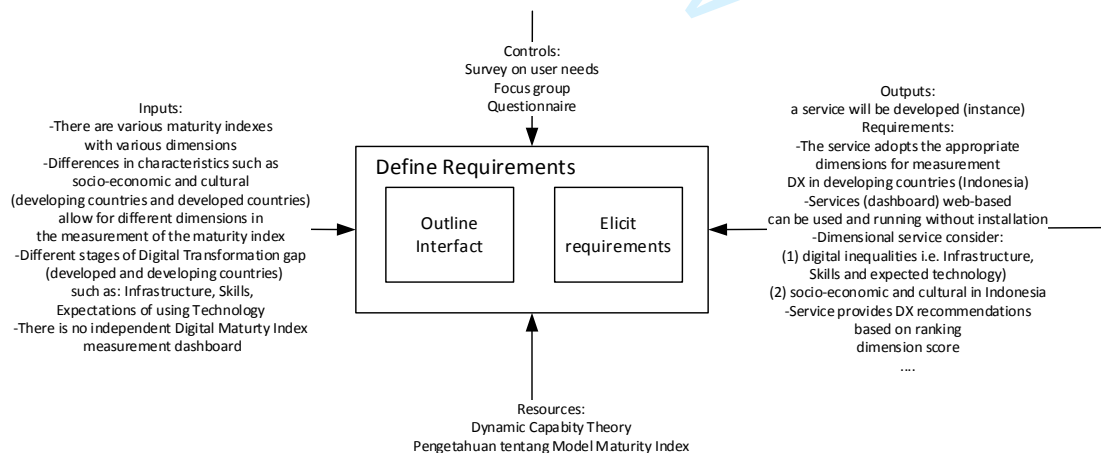 Controls:
Survey on user needs
Focus group
Questionnaire
Inputs:
-There are various maturity indexes
with various dimensions
-Differences in characteristics such as
socio-economic and cultural
(developing countries and developed countries)
allow for different dimensions in
the measurement of the maturity index
-Different stages of Digital Transformation gap
(developed and developing countries)
such as: Infrastructure, Skills,
Expectations of using Technology
-There is no independent Digital Maturty Index
measurement dashboard
Define Requirements
Outline
Interfact
Elicit
requirements
Outputs:
a service will be developed (instance)
Requirements:
-The service adopts the appropriate
dimensions for measurement
DX in developing countries (Indonesia)
-Services (dashboard) web-based
can be used and running without installation
-Dimensional service consider:
(1) digital inequalities i.e. Infrastructure,
Skills and expected technology)
(2) socio-economic and cultural in Indonesia
-Service provides DX recommendations
based on ranking
dimension score
....
Resources:
Dynamic Capabity Theory
Pengetahuan tentang Model Maturity Index